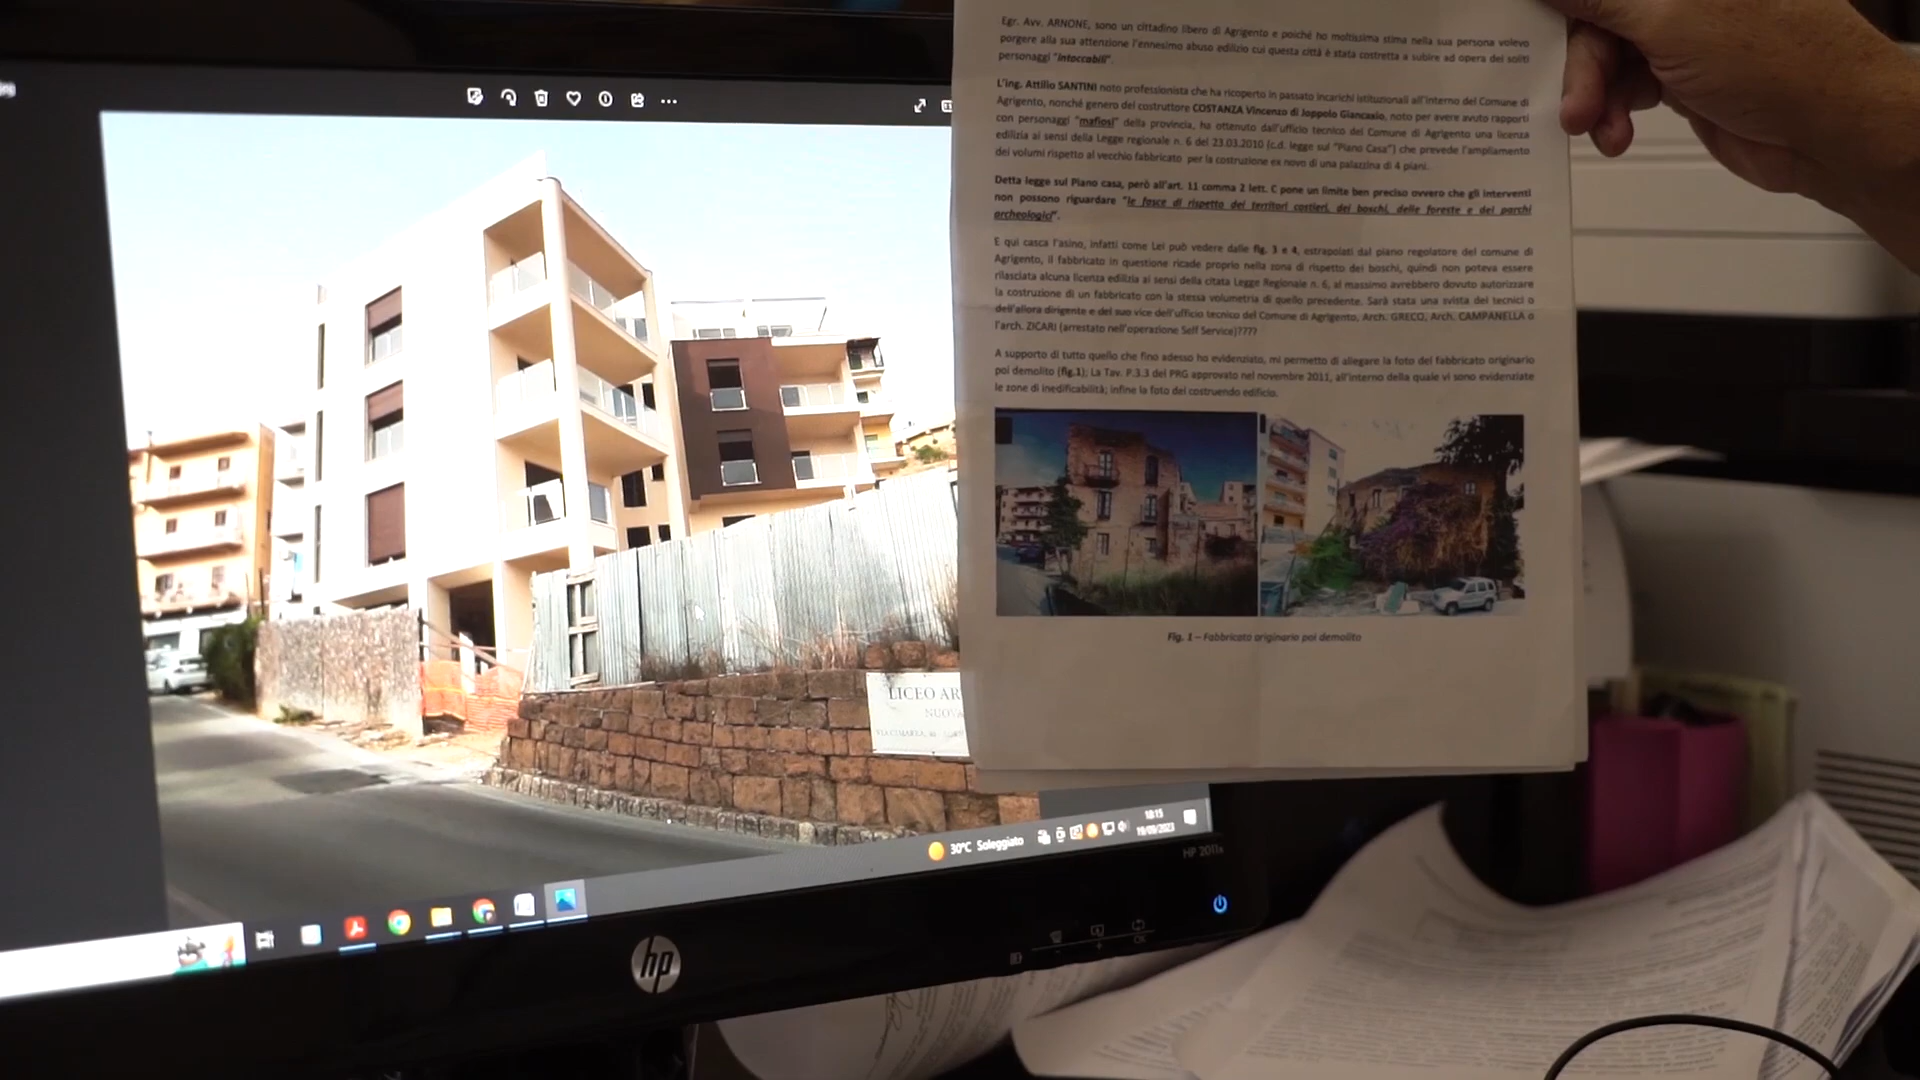 Egr. Avv. ARNONE, sono un cittadino libero di Agrigento e poiché ho moltissima stima nella sua persona volevo
porgere alla sua attenzione l'ennesimo abuso edilizio cui questa città è stata costretta a subire ad opera dei soliti
personaggi "intoccabili".
L'ing. Attilio SANTINI noto professionista che ha ricoperto in passato incarichi istituzionali all'interno del Comune di
Agrigento, nonché genero del costruttore COSTANZA Vincenzo di Joppolo Giancaxio, noto per avere avuto rapporti
con personaggi "mafiosi" della provincia, ha ottenuto dall'ufficio tecnico del Comune di Agrigento una licenza
edilizia ai sensi della Legge regionale n. 6 del 23.03.2010 (c.d. legge sul "Piano Casa") che prevede l'ampliamento
dei volumi rispetto al vecchio fabbricato per la costruzione ex novo di una palazzina di 4 piani.
Detta legge sul Piano casa, però all'art. 11 comma 2 lett. C pone un limite ben preciso ovvero che gli interventi
non possono riguardare "le fasce di rispetto dei territori costieri, dei boschi, delle foreste e dei parchi
archeologici".
E qui casca l'asino, infatti come Lei può vedere dalle fig. 3 e 4, estrapolati dal piano regolatore del comune di
Agrigento, il fabbricato in questione ricade proprio nella zona di rispetto dei boschi, quindi non poteva essere
rilasciata alcuna licenza edilizia ai sensi della citata Legge Regionale n. 6, al massimo avrebbero dovuto autorizzare
la costruzione di un fabbricato con la stessa volumetria di quello precedente. Sarà stata una svista dei tecnici o
dell'allora dirigente e del suo vice dell'ufficio tecnico del Comune di Agrigento, Arch. GRECO, Arch. CAMPANELLA o
l'arch. ZICARI (arrestato nell'operazione Self Service)????
A supporto di tutto quello che fino adesso ho evidenziato, mi permetto di allegare la foto del fabbricato originario
poi demolito (fig.1); La Tav. P.3.3 del PRG approvato nel novembre 2011, all'interno della quale vi sono evidenziate
le zone di inedificabilità; infine la foto del costruendo edificio.
Fig. 1 – Fabbricato originario poi demolito
LICEO AR
NUOVA
30°C Soleggiato
18:15
19/09/2023
HP 2011x
OK
hp